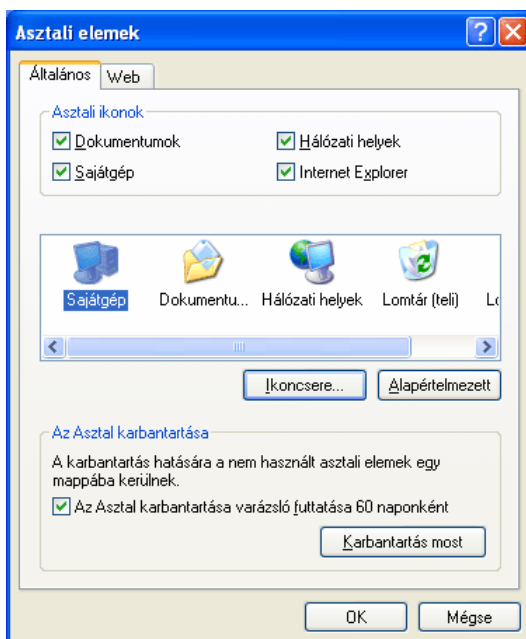 Asztali elemek
Általános Web
Asztali ikonok
Dokumentumok Hálózati helyek
Sajátgép Internet Explorer
Sajátgép Dokumentu... Hálózati helyek Lomtár (teli) Lo
Ikoncsere... Alapértelmezett
Az Asztal karbantartása
A karbantartás hatására a nem használt asztali elemek egy
mappába kerülnek.
Az Asztal karbantartása varázsló futtatása 60 naponként
Karbantartás most
OK Mégse